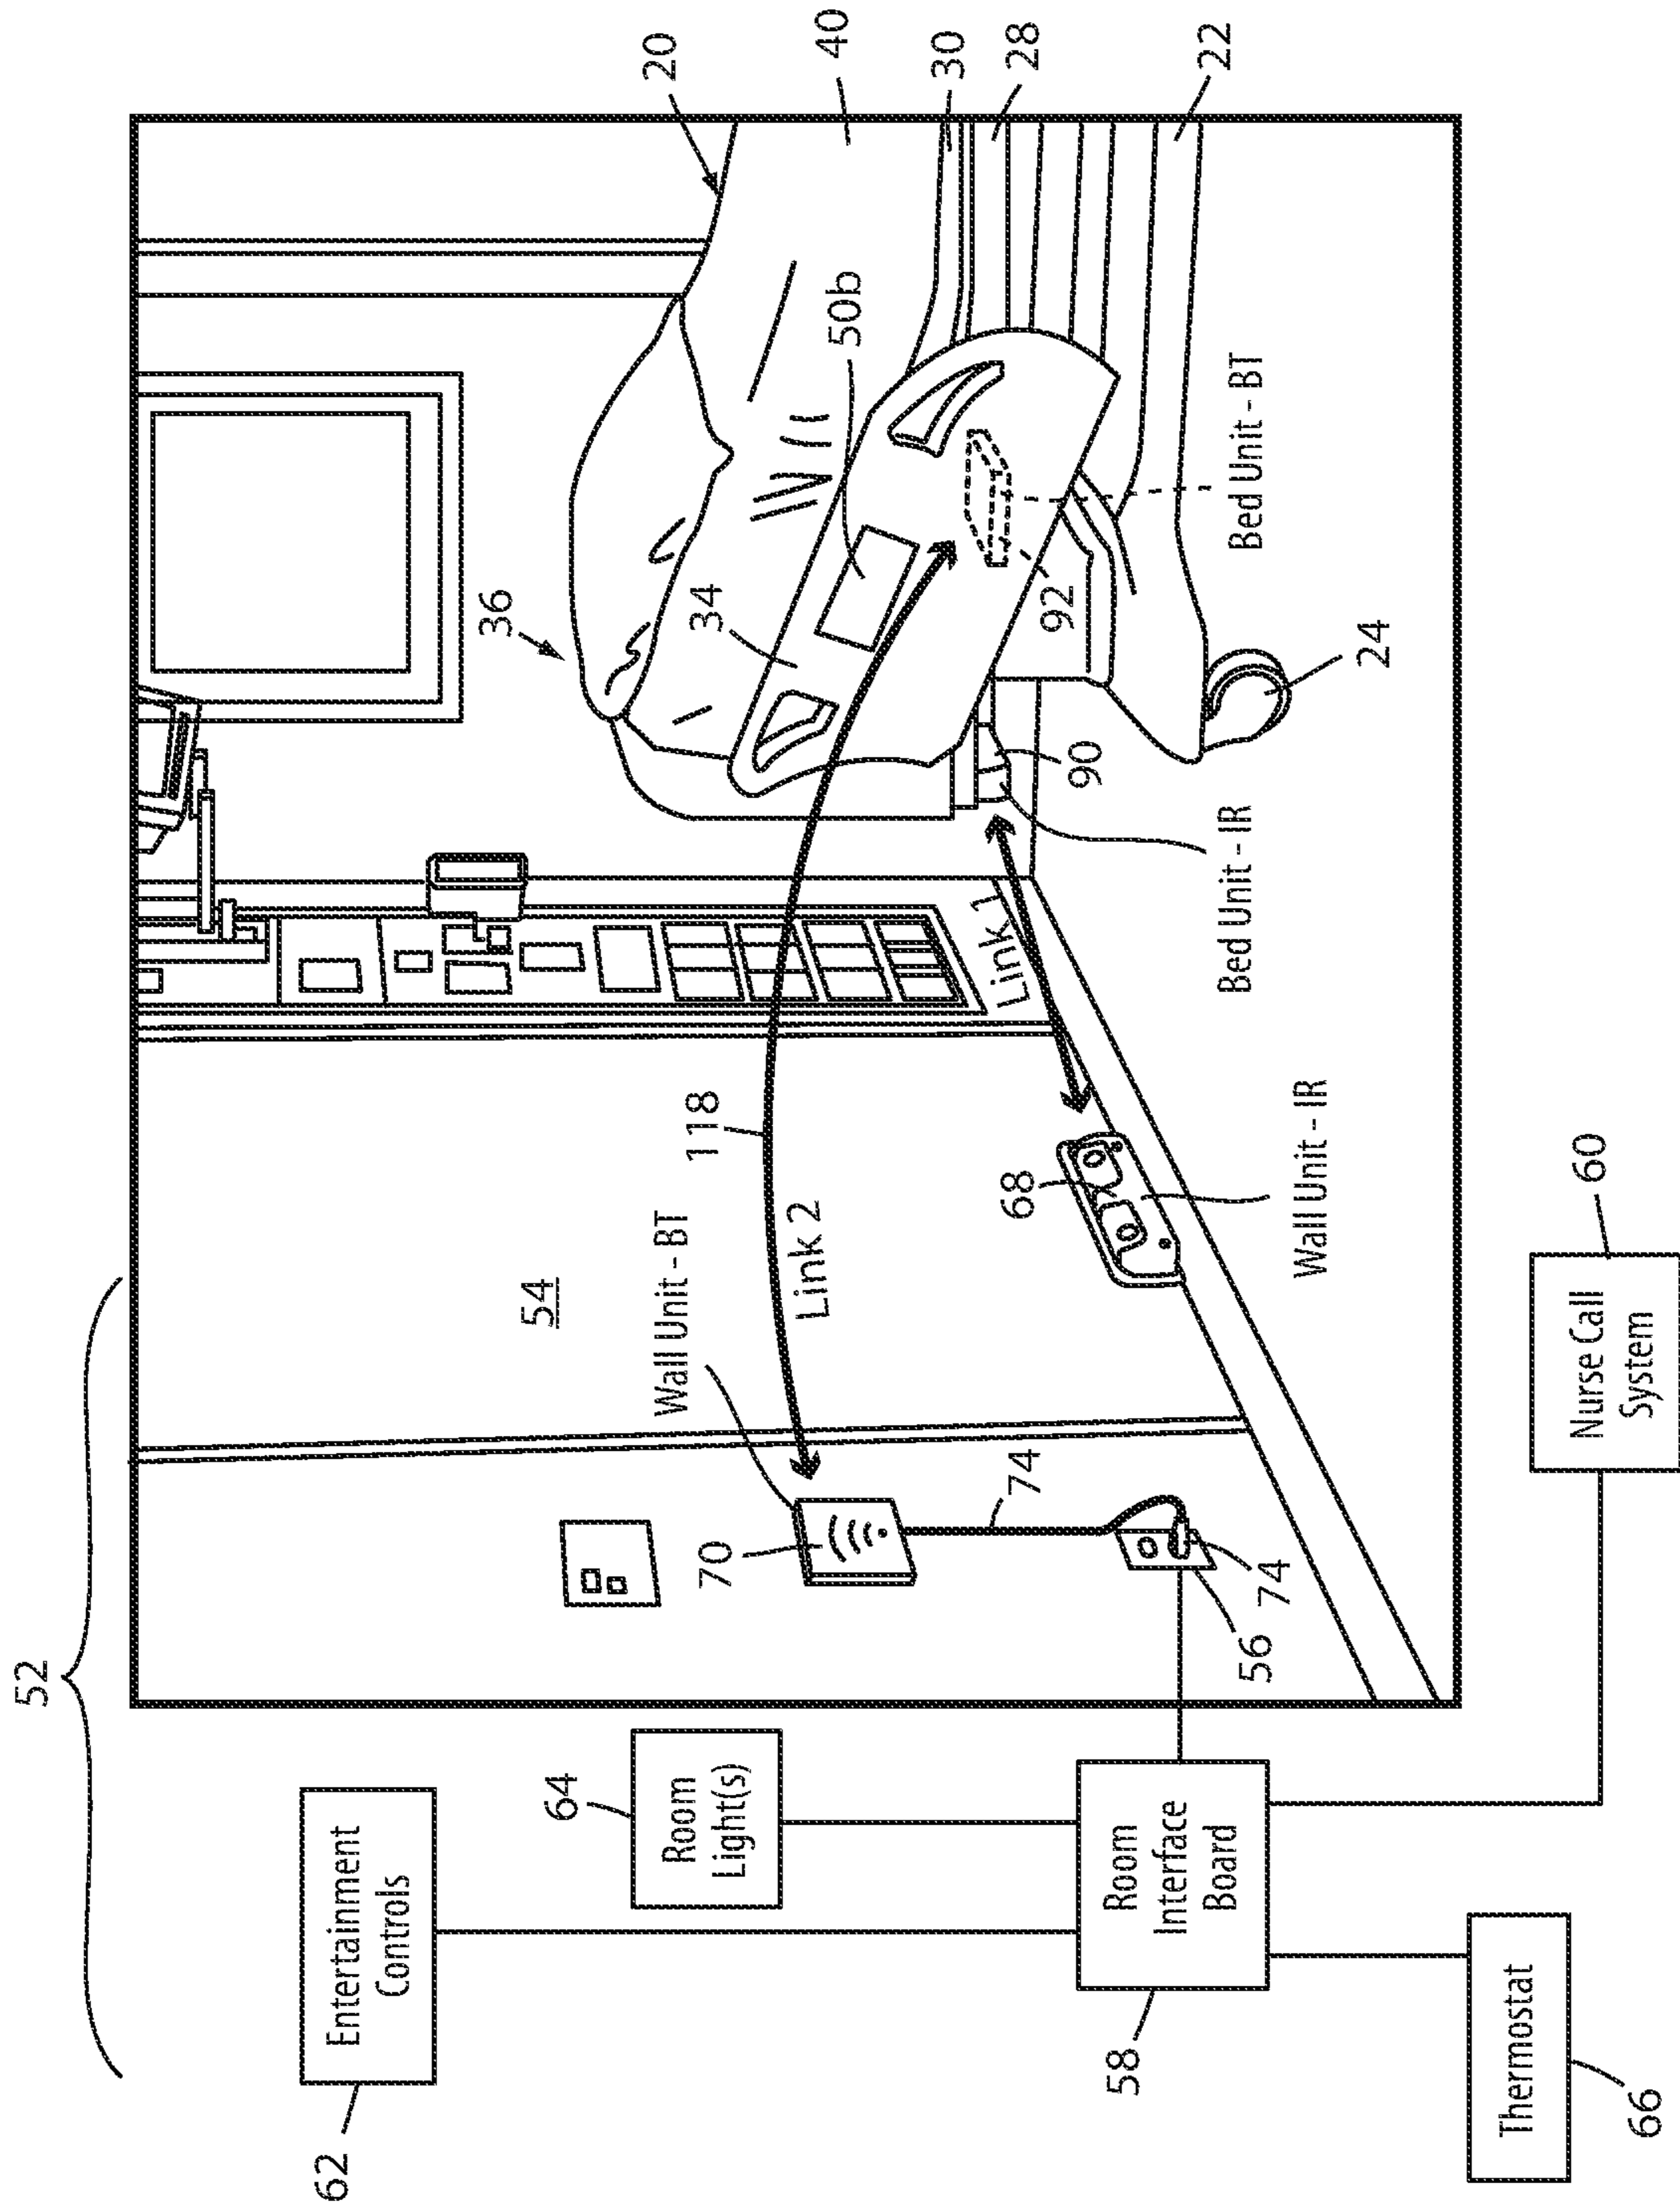 52
62
Entertainment
Controls
64
Room
Light(s)
58
Room
Interface
Board
66
Thermostat
60
Nurse Call
System
54
Wall Unit - BT
70
74
74
56
118
Link 2
68
Wall Unit - IR
Link 1
Bed Unit - IR
90
36
34
50b
92
Bed Unit - BT
24
20
40
30
28
22